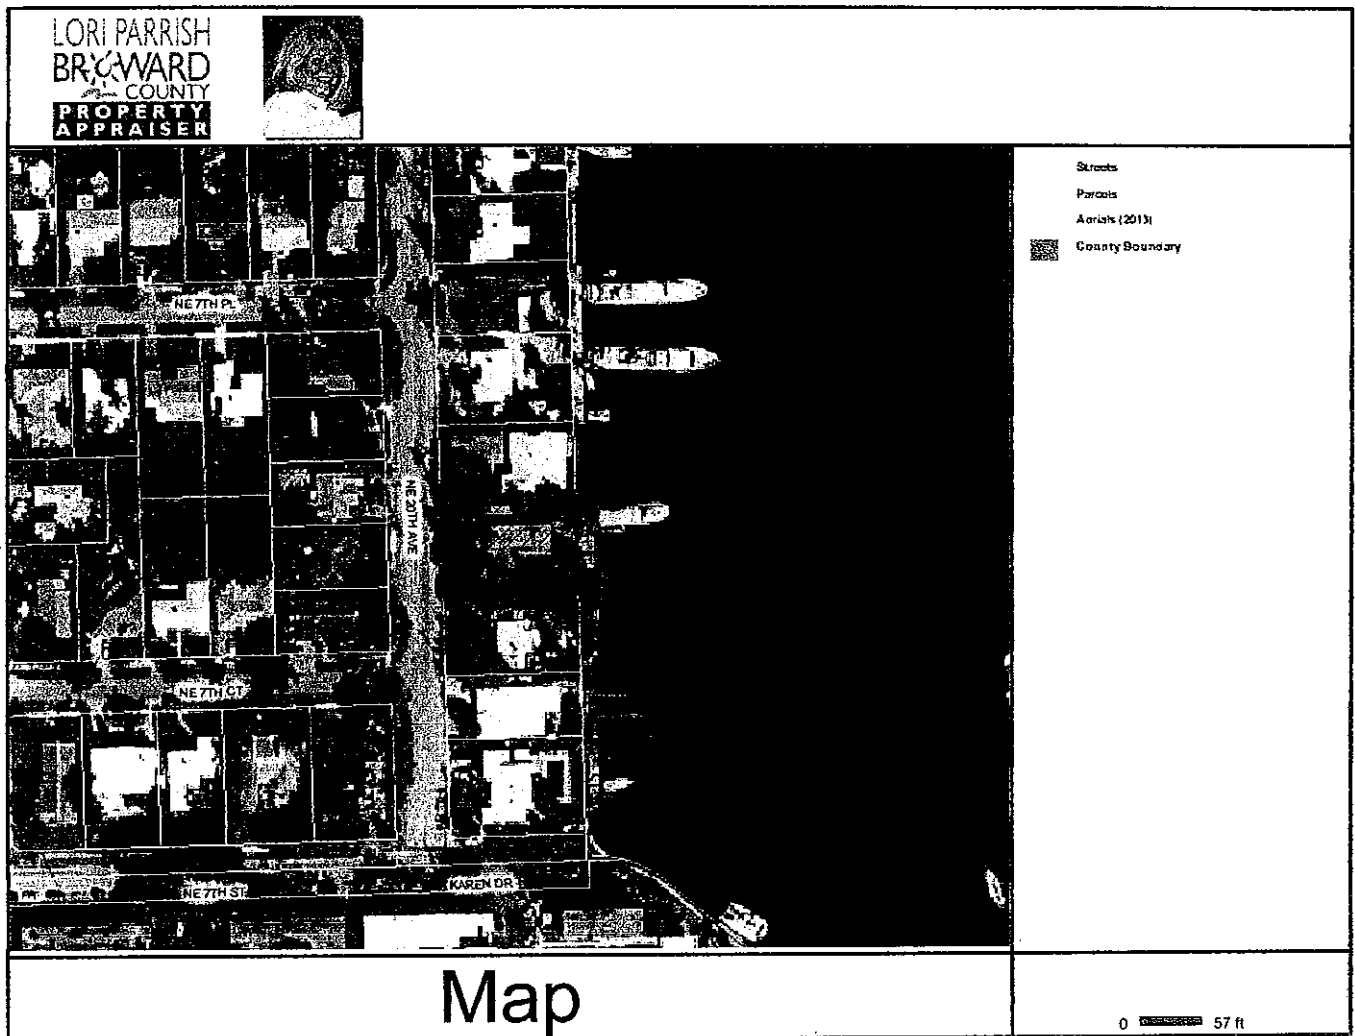 LORI PARRISH
BROWARD
COUNTY
PROPERTY
APPRAISER
Streets
Parcels
Aerials (2013)
County Boundary
NE 7TH PL
NE 20TH AVE
NE 7TH CT
NE 7TH ST
KAREN DR
Map
0 57 ft